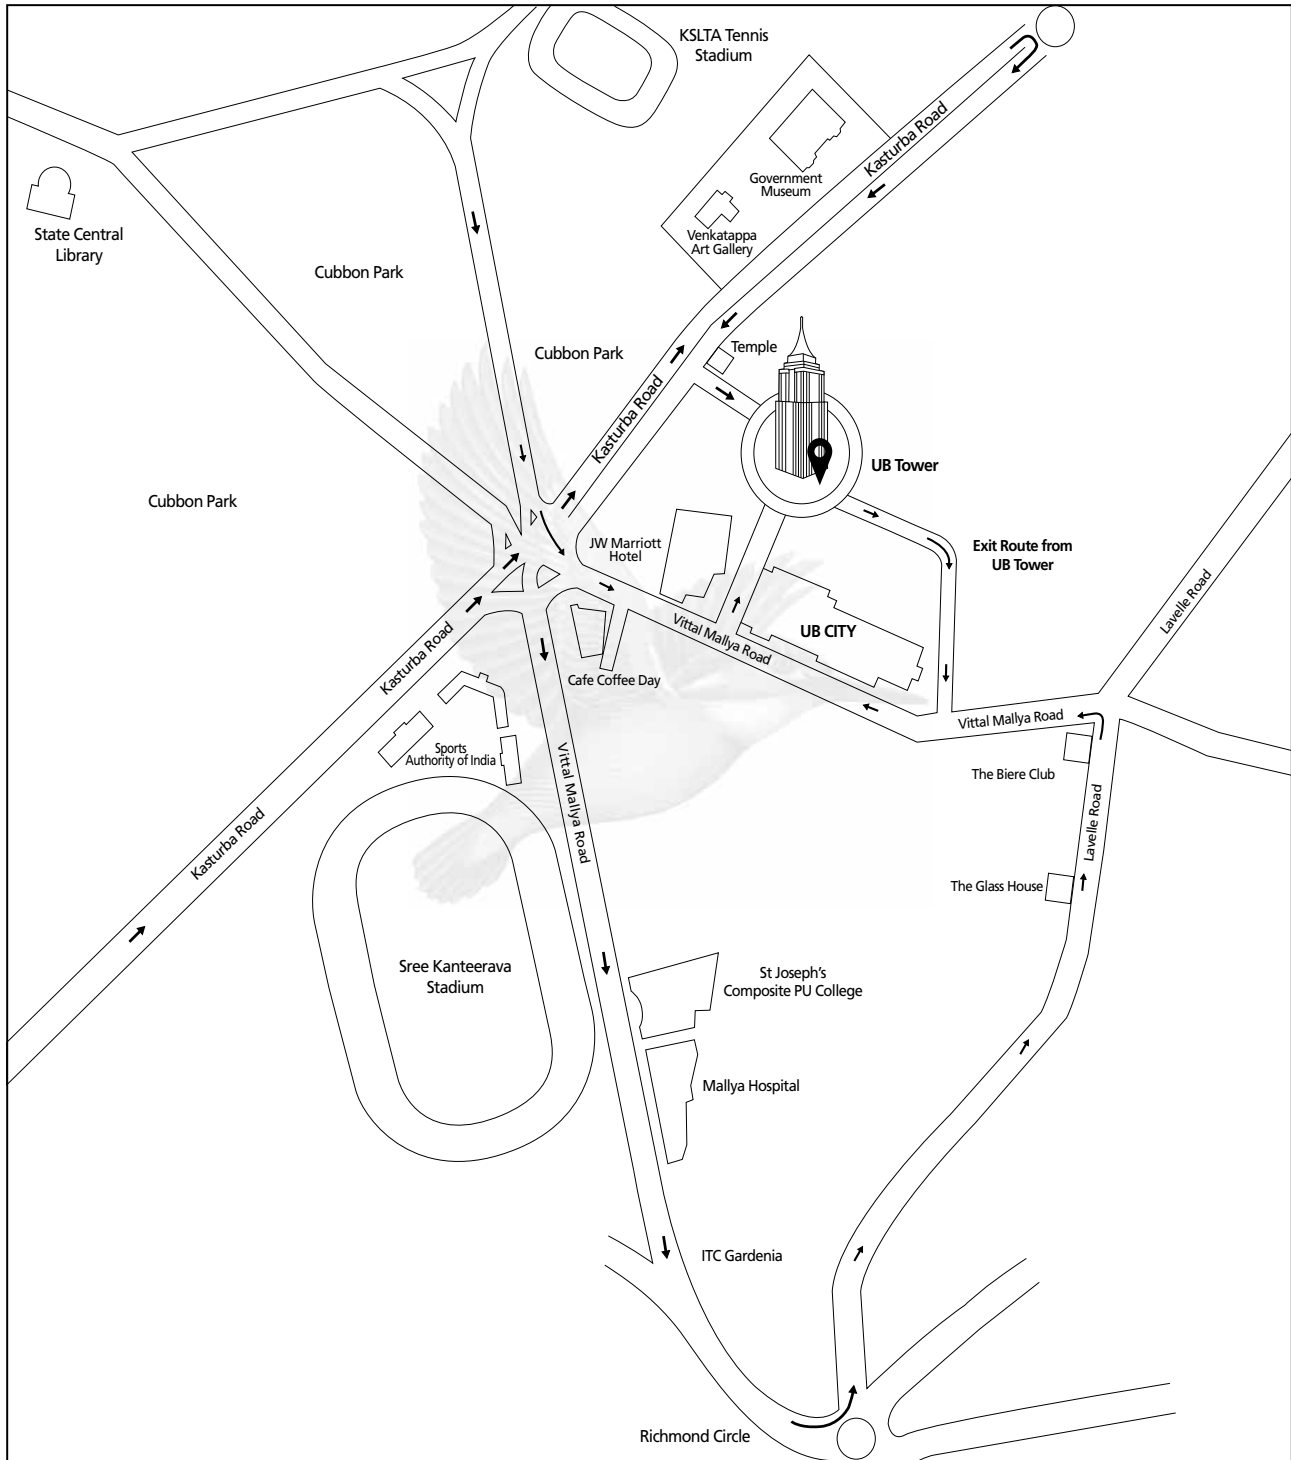 KSLTA Tennis
Stadium
Kasturba Road
Government
Museum
State Central
Library
Venkatappa
Art Gallery
Cubbon Park
Cubbon Park
Temple
Kasturba Road
UB Tower
Cubbon Park
JW Marriott
Hotel
Exit Route from
UB Tower
Lavelle Road
UB CITY
Vittal Mallya Road
Kasturba Road
Cafe Coffee Day
Vittal Mallya Road
Sports
Authority of India
The Biere Club
Vittal Mallya Road
Lavelle Road
Kasturba Road
The Glass House
Sree Kanteerava
Stadium
St Joseph's
Composite PU College
Mallya Hospital
ITC Gardenia
Richmond Circle